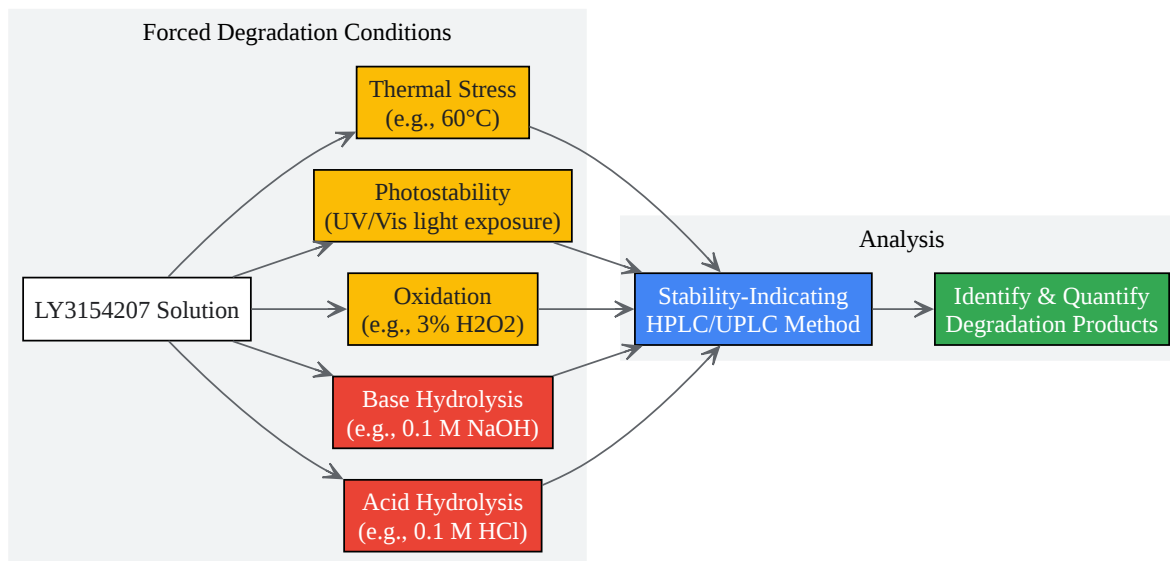 Forced Degradation Conditions
Thermal Stress
(e.g., 60°C)
Photostability
(UV/Vis light exposure)
Analysis
LY3154207 Solution
Oxidation
(e.g., 3% H2O2)
Stability-Indicating
HPLC/UPLC Method
Identify & Quantify
Degradation Products
Base Hydrolysis
(e.g., 0.1 M NaOH)
Acid Hydrolysis
(e.g., 0.1 M HCl)